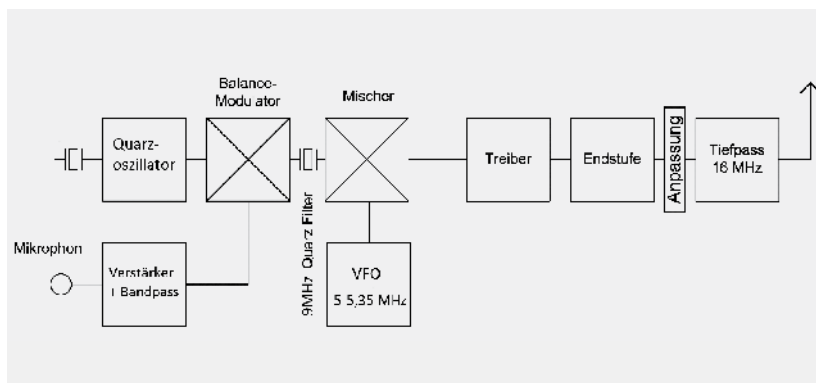 Balance-
Modulator
Mischer
Quarz-
oszillator
Treiber
Endstufe
Anpassung
Tiefpass
16 MHz
9MHz Quarz Filter
Mikrophon
Verstärker
+ Bandpass
VFO
5 5,35 MHz